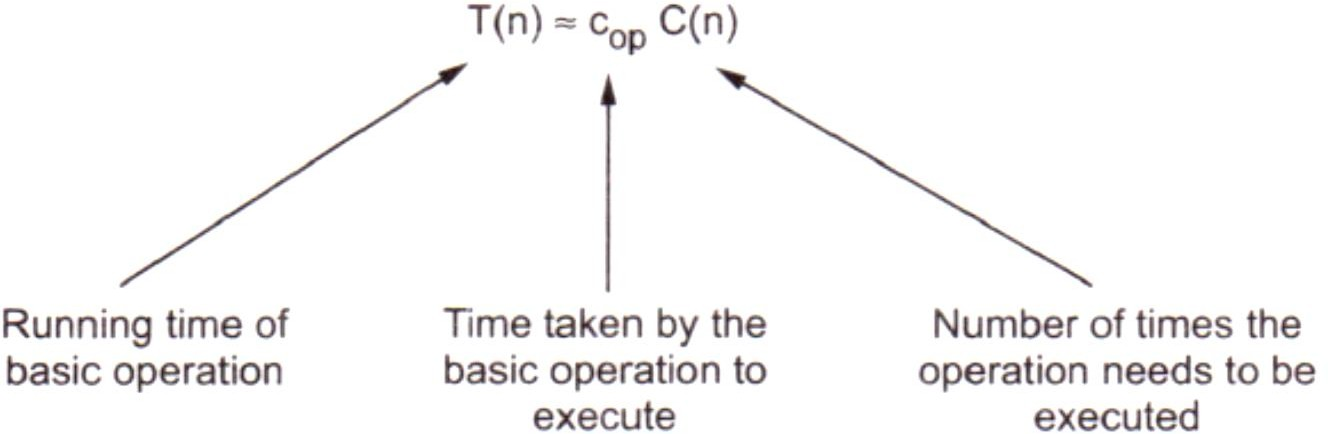 T(n) ≈ cop C(n)
Running time of
basic operation
Time taken by the
basic operation to
execute
Number of times the
operation needs to be
executed